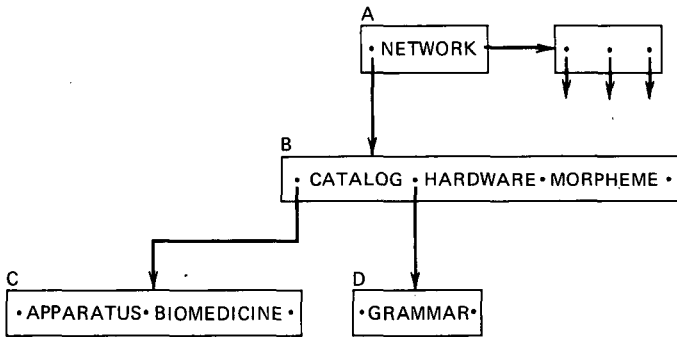 A
• NETWORK
B
• CATALOG • HARDWARE • MORPHEME •
C
• APPARATUS • BIOMEDICINE •
D
• GRAMMAR •